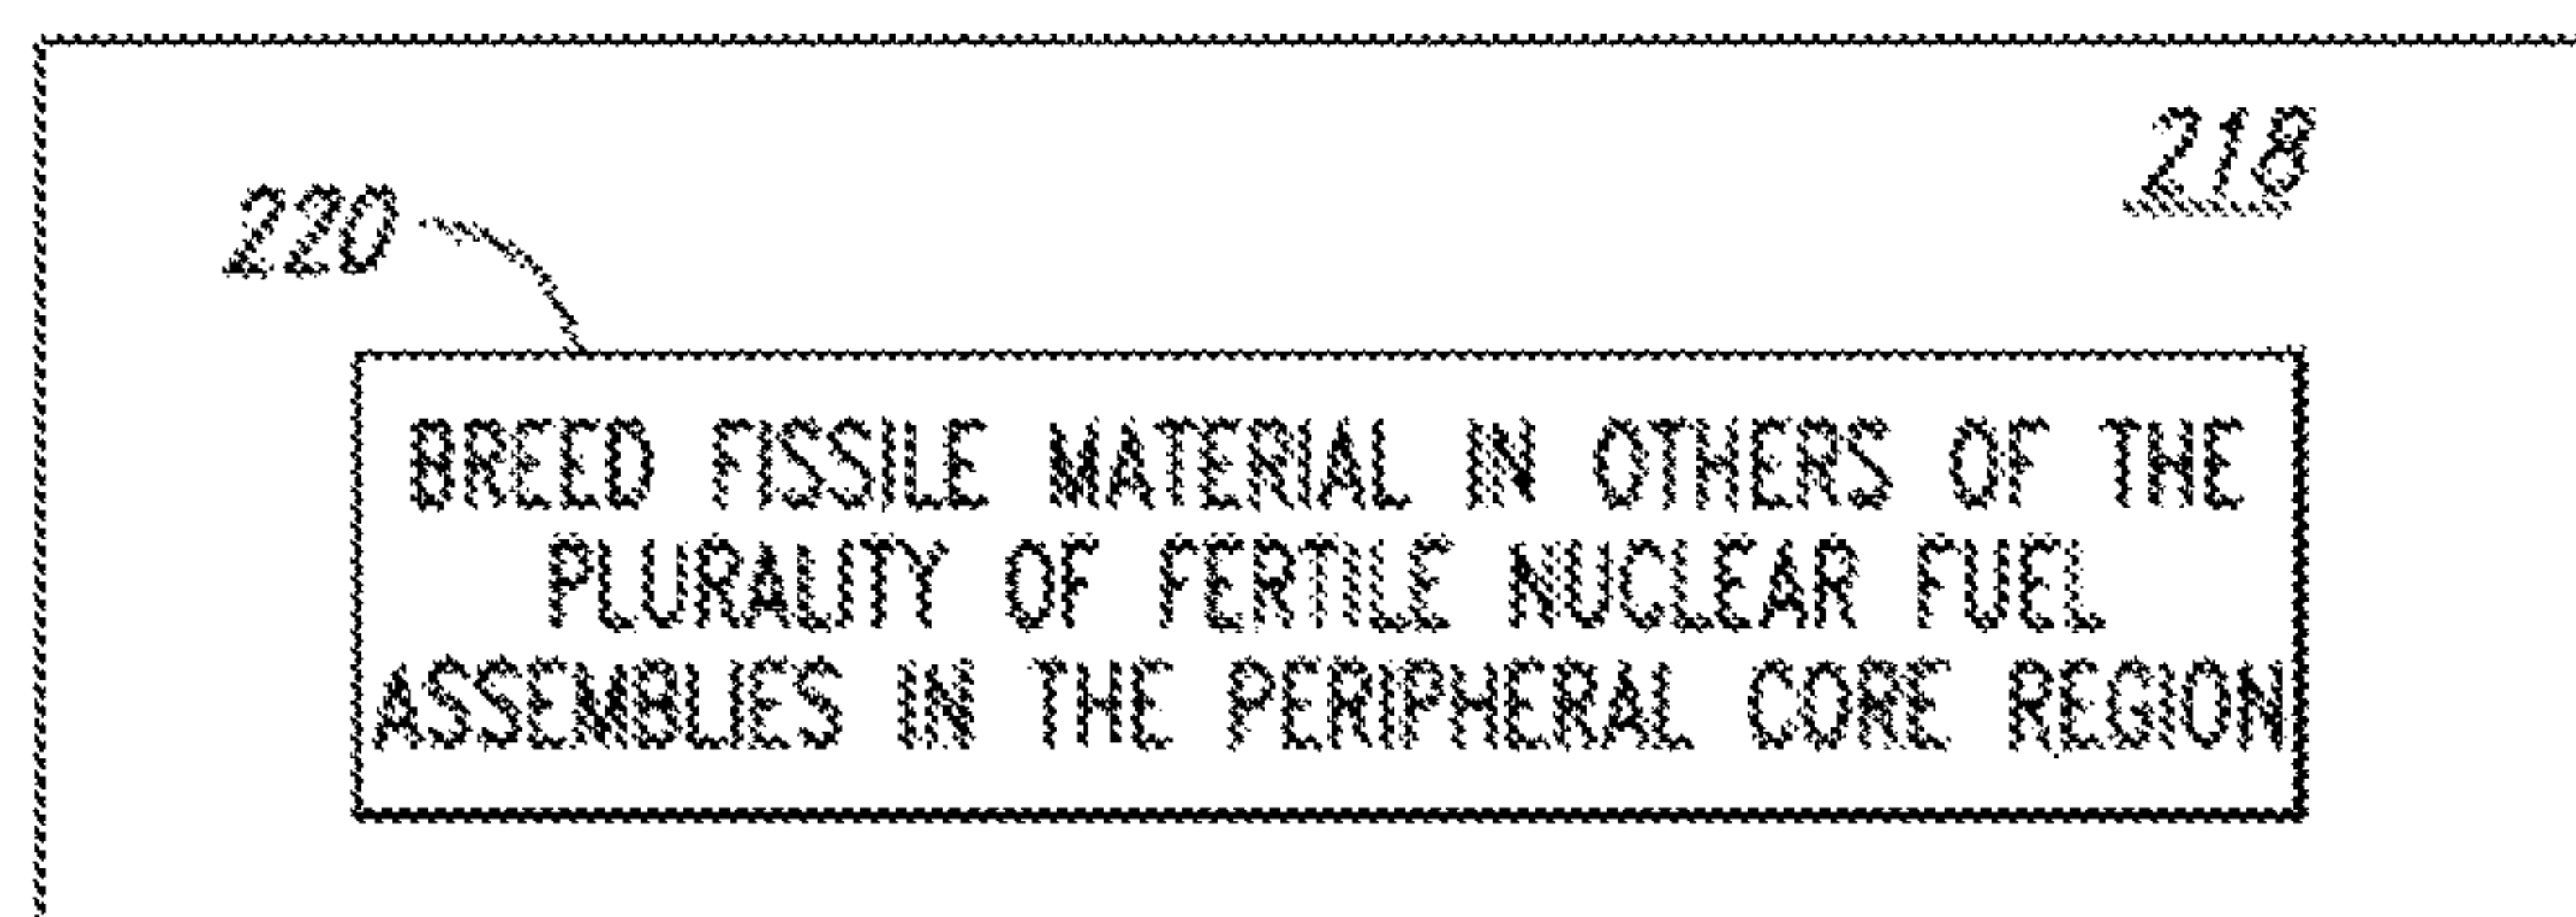 218
220
BREED FISSILE MATERIAL IN OTHERS OF THE
PLURALITY OF FERTILE NUCLEAR FUEL
ASSEMBLIES IN THE PERIPHERAL CORE REGION